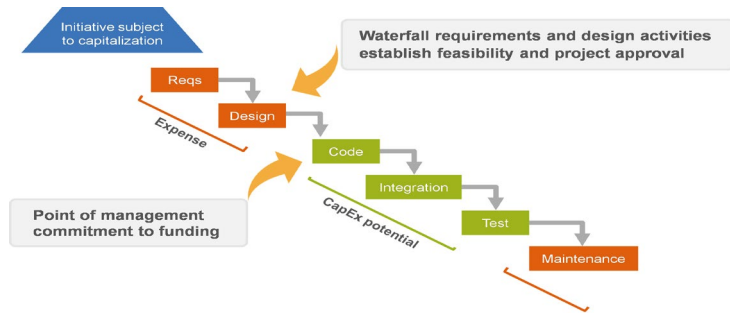 Initiative subject
to capitalization
Waterfall requirements and design activities
establish feasibility and project approval
Reqs
Design
Expense
Code
Integration
Test
Maintenance
CapEx potential
Point of management
commitment to funding